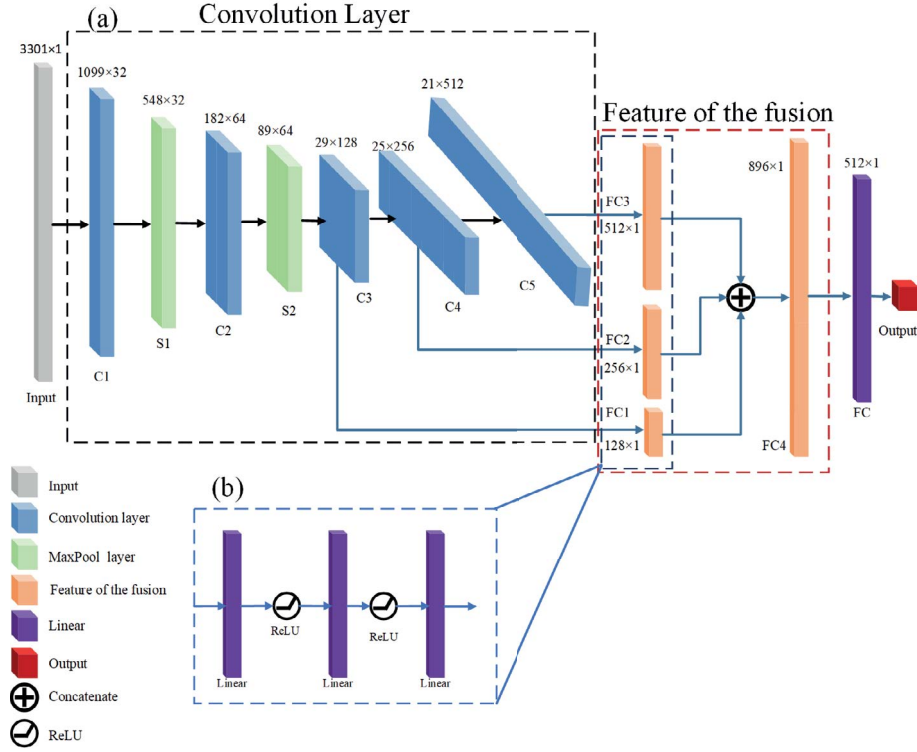 (a)
Convolution Layer
3301×1
1099×32
548×32
182×64
89×64
29×128
25×256
21×512
Input
C1
S1
C2
S2
C3
C4
C5
Feature of the fusion
FC3
512×1
FC2
256×1
FC1
128×1
896×1
FC4
512×1
FC
Output
Input
Convolution layer
MaxPool layer
Feature of the fusion
Linear
Output
Concatenate
ReLU
(b)
ReLU
ReLU
Linear
Linear
Linear